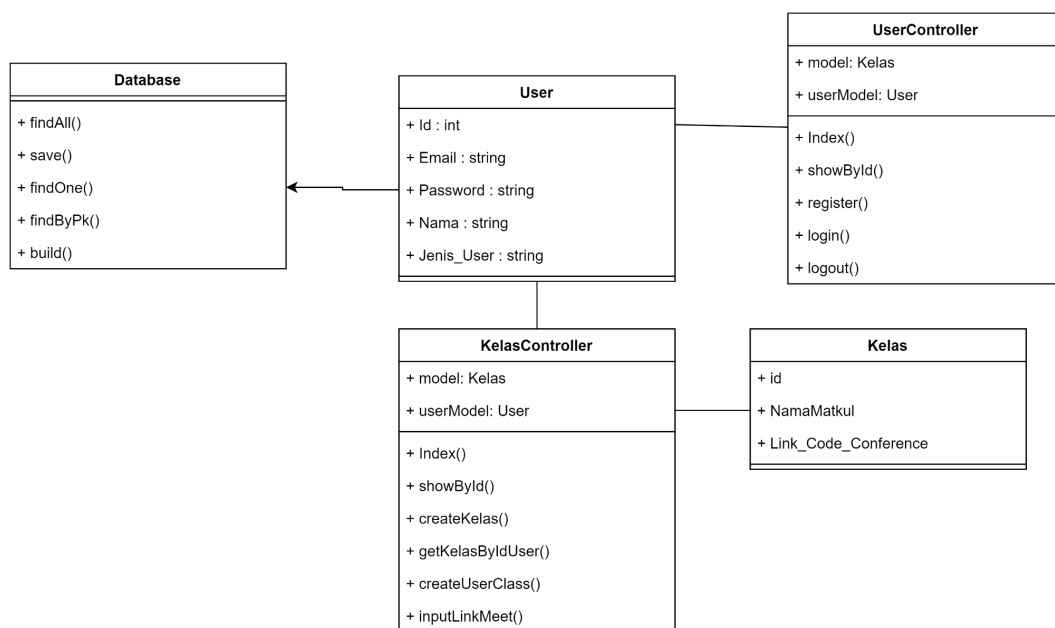 Database
+ findAll()
+ save()
+ findOne()
+ findByPk()
+ build()
User
+ Id : int
+ Email : string
+ Password : string
+ Nama : string
+ Jenis_User : string
UserController
+ model: Kelas
+ userModel: User
+ Index()
+ showById()
+ register()
+ login()
+ logout()
KelasController
+ model: Kelas
+ userModel: User
+ Index()
+ showById()
+ createKelas()
+ getKelasByIdUser()
+ createUserClass()
+ inputLinkMeet()
Kelas
+ id
+ NamaMatkul
+ Link_Code_Conference